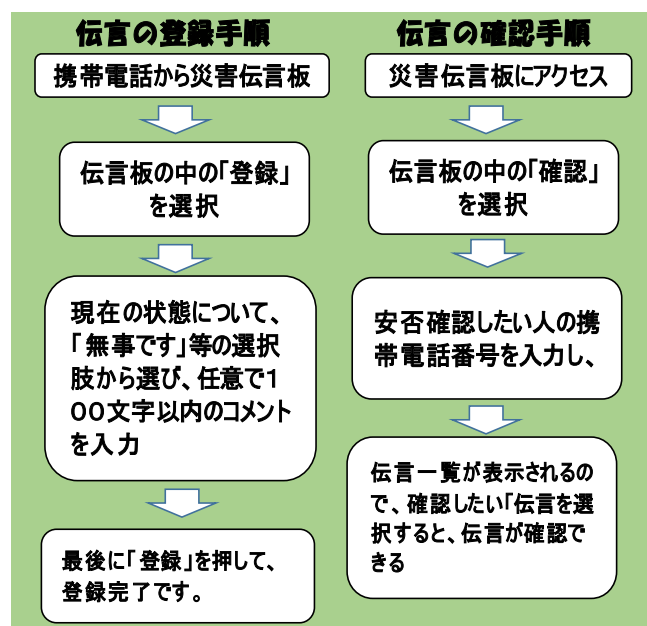 伝言の登録手順
携帯電話から災害伝言板
伝言板の中の「登録」
を選択
現在の状態について、
「無事です」等の選択
肢から選び、任意で1
00文字以内のコメント
を入力
最後に「登録」を押して、
登録完了です。
伝言の確認手順
災害伝言板にアクセス
伝言板の中の「確認」
を選択
安否確認したい人の携
帯電話番号を入力し、
伝言一覧が表示されるの
で、確認したい「伝言を選
択すると、伝言が確認で
きる